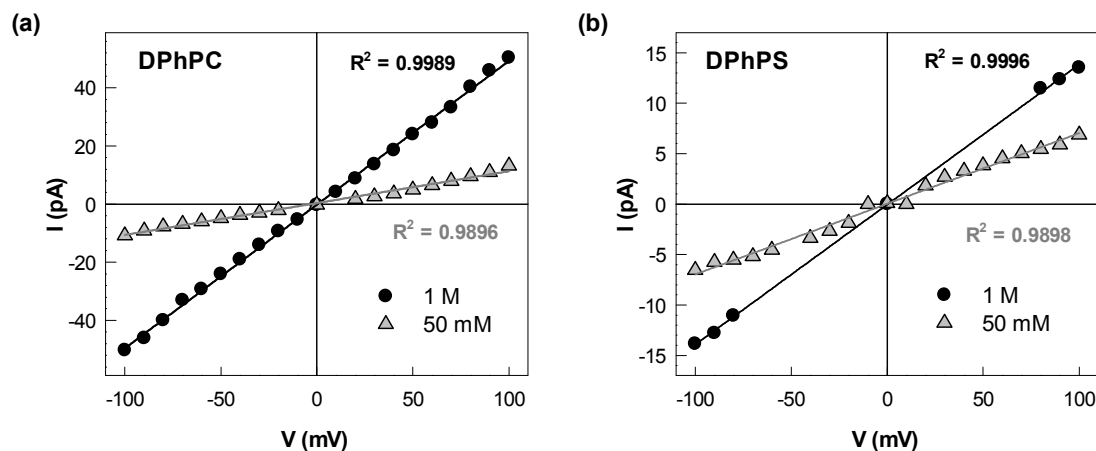 (a)
DPhPC
R² = 0.9989
40
20
0
-20
-40
I (pA)
R² = 0.9896
1 M
50 mM
-100
-50
0
50
100
V (mV)
(b)
DPhPS
R² = 0.9996
15
10
5
0
-5
-10
-15
I (pA)
R² = 0.9898
1 M
50 mM
-100
-50
0
50
100
V (mV)